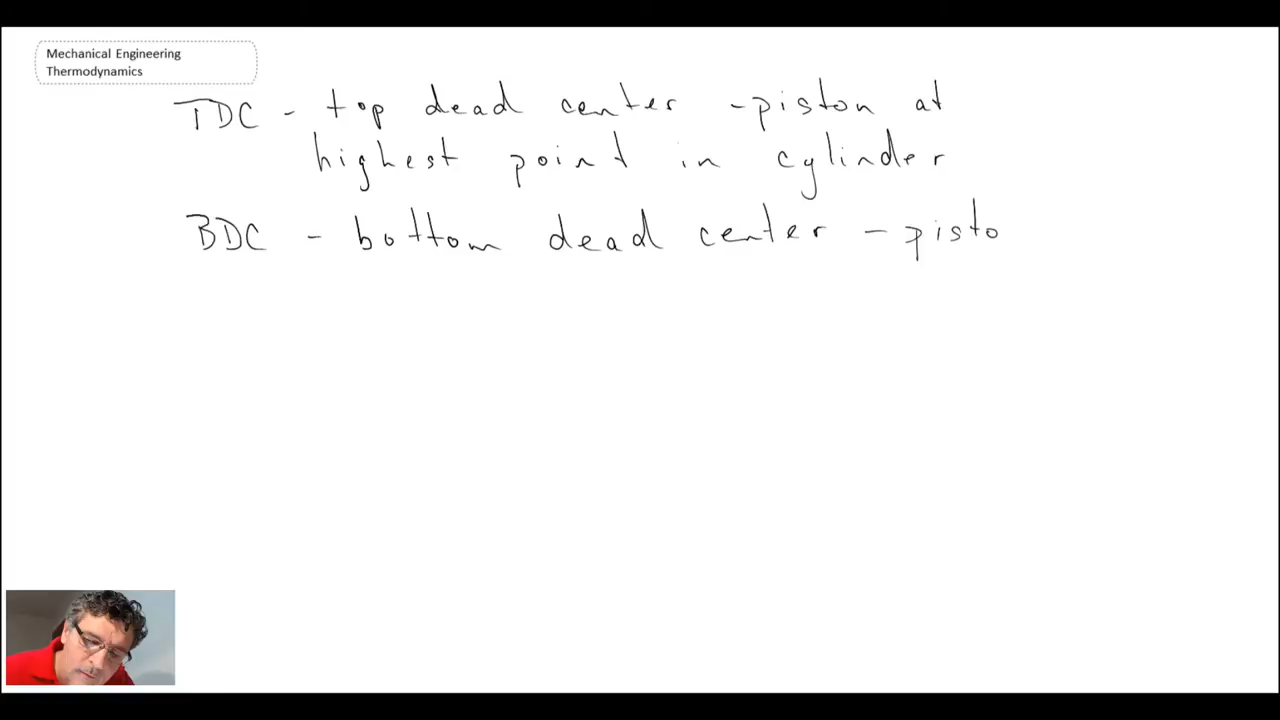 Mechanical Engineering
Thermodynamics
TDC - top dead center - piston at
highest point in cylinder
BDC - bottom dead center - pisto